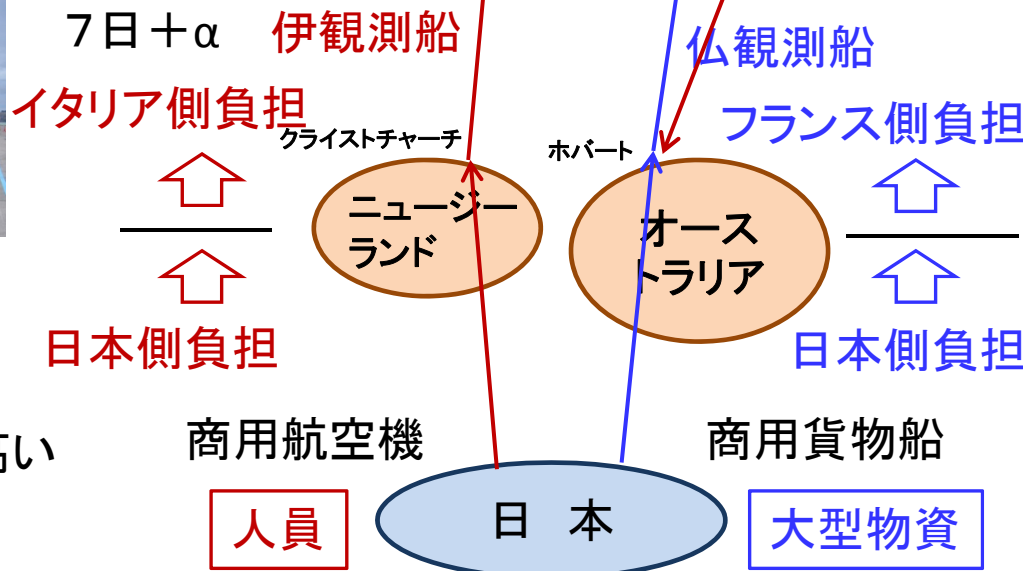 7日+α
伊観測船
仏観測船
イタリア側負担
フランス側負担
クライストチャーチ
ホバート
ニュージー
ランド
オース
トラリア
日本側負担
日本側負担
商用航空機
商用貨物船
高い
人員
日 本
大型物資